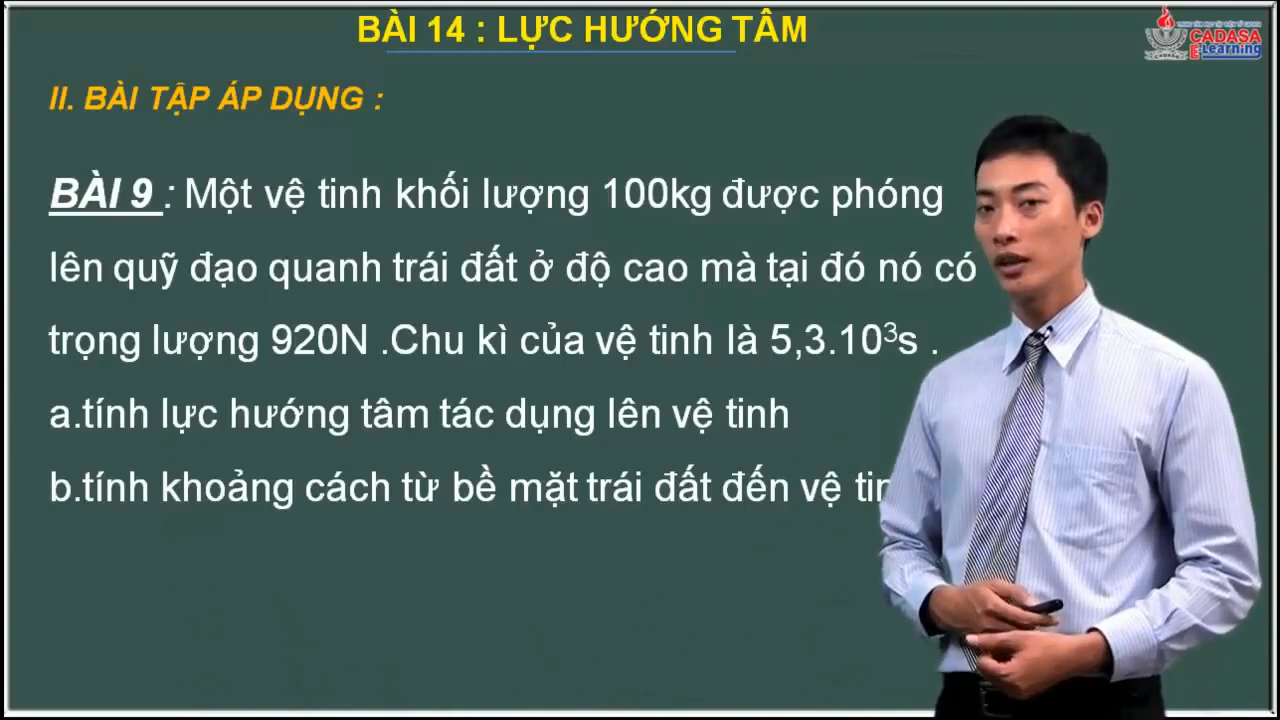 BÀI 14 : LỰC HƯỚNG TÂM
CADASA
E Learning
II. BÀI TẬP ÁP DỤNG :
BÀI 9 : Một vệ tinh khối lượng 100kg được phóng
lên quỹ đạo quanh trái đất ở độ cao mà tại đó nó có
trọng lượng 920N .Chu kì của vệ tinh là 5,3.10³s .
a.tính lực hướng tâm tác dụng lên vệ tinh
b.tính khoảng cách từ bề mặt trái đất đến vệ